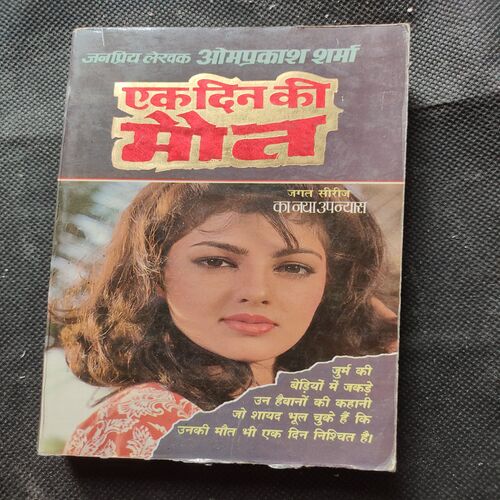 जनप्रिय लेखक ओमप्रकाश शर्मा
एक दिन की
मौत
जगत सीरीज
का नया उपन्यास
जुर्म की
बेड़ियों में जकड़े
उन हैवानों की कहानी
जो शायद भूल चुके हैं कि
उनकी मौत भी एक दिन निश्चित है।